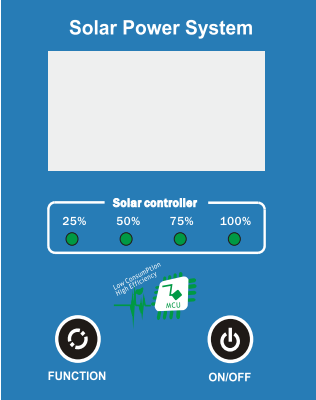 Solar Power System
Solar controller
25% 50% 75% 100%
Low ConsumPtion
High Efficiency
MCU
FUNCTION
ON/OFF